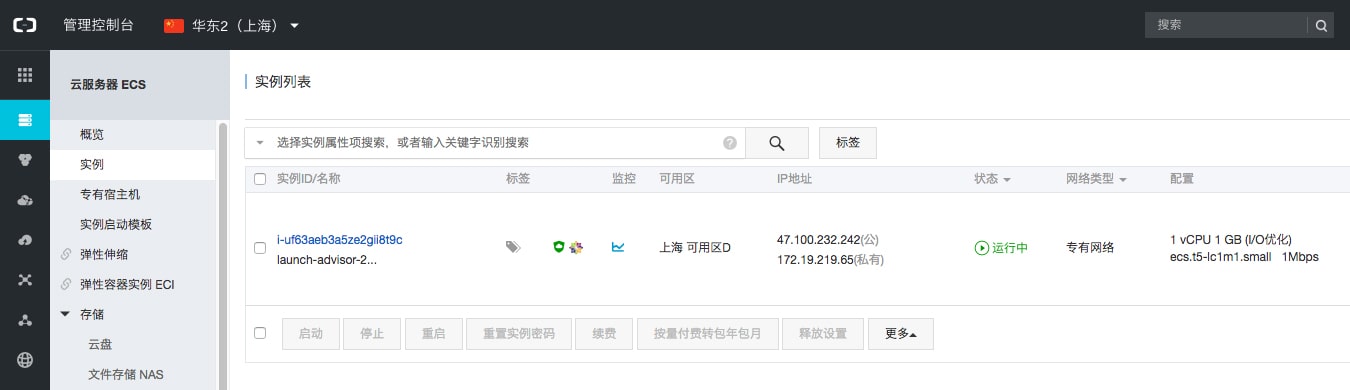 管理控制台
华东2（上海）
搜索
云服务器 ECS
概览
实例
专有宿主机
实例启动模板
弹性伸缩
弹性容器实例 ECI
存储
云盘
文件存储 NAS
实例列表
选择实例属性项搜索，或者输入关键字识别搜索
?
标签
实例ID/名称 标签 监控 可用区 IP地址 状态 网络类型 配置
i-uf63aeb3a5ze2gii8t9c
launch-advisor-2...
上海 可用区D
47.100.232.242(公)
172.19.219.65(私有)
运行中
专有网络
1 vCPU 1 GB (I/O优化)
ecs.t5-lc1m1.small 1Mbps
启动 停止 重启 重置实例密码 续费 按量付费转包年包月 释放设置 更多